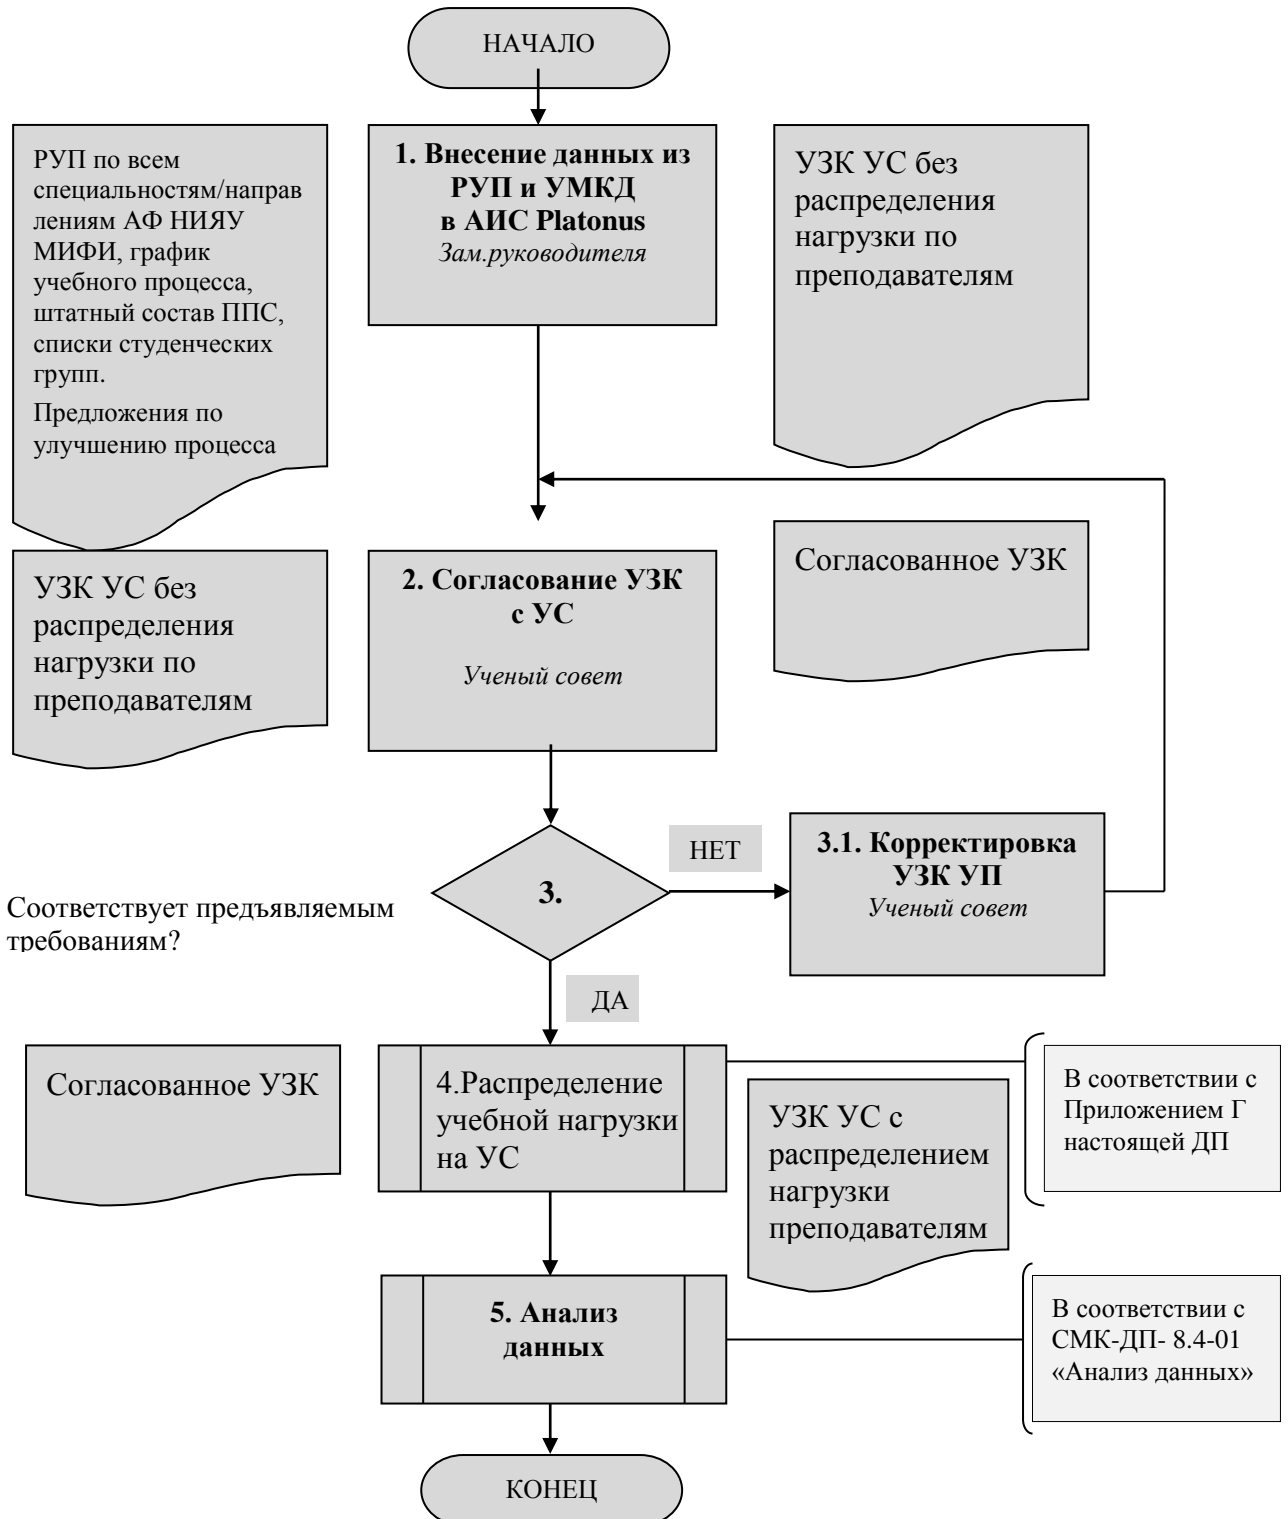 НАЧАЛО
РУП по всем
специальностям/направ
лениям АФ НИЯУ
МИФИ, график
учебного процесса,
штатный состав ППС,
списки студенческих
групп.
Предложения по
улучшению процесса
1. Внесение данных из
РУП и УМКД
в АИС Platonus
Зам.руководителя
УЗК УС без
распределения
нагрузки по
преподавателям
УЗК УС без
распределения
нагрузки по
преподавателям
2. Согласование УЗК
с УС
Ученый совет
Согласованное УЗК
Соответствует предъявляемым
требованиям?
3.
НЕТ
3.1. Корректировка
УЗК УП
Ученый совет
ДА
Согласованное УЗК
4.Распределение
учебной нагрузки
на УС
УЗК УС с
распределением
нагрузки
преподавателям
В соответствии с
Приложением Г
настоящей ДП
5. Анализ
данных
В соответствии с
СМК-ДП- 8.4-01
«Анализ данных»
КОНЕЦ